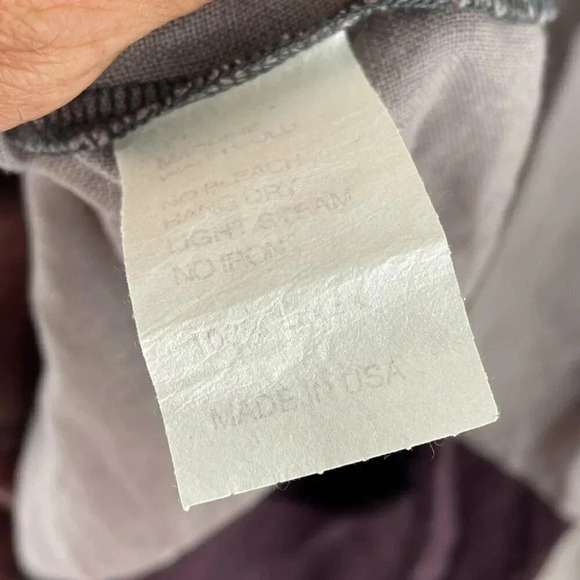 MACHINE
WASH COLD
NO BLEACH
HANG DRY
LIGHT STEAM
NO IRON
100%
MADE IN USA